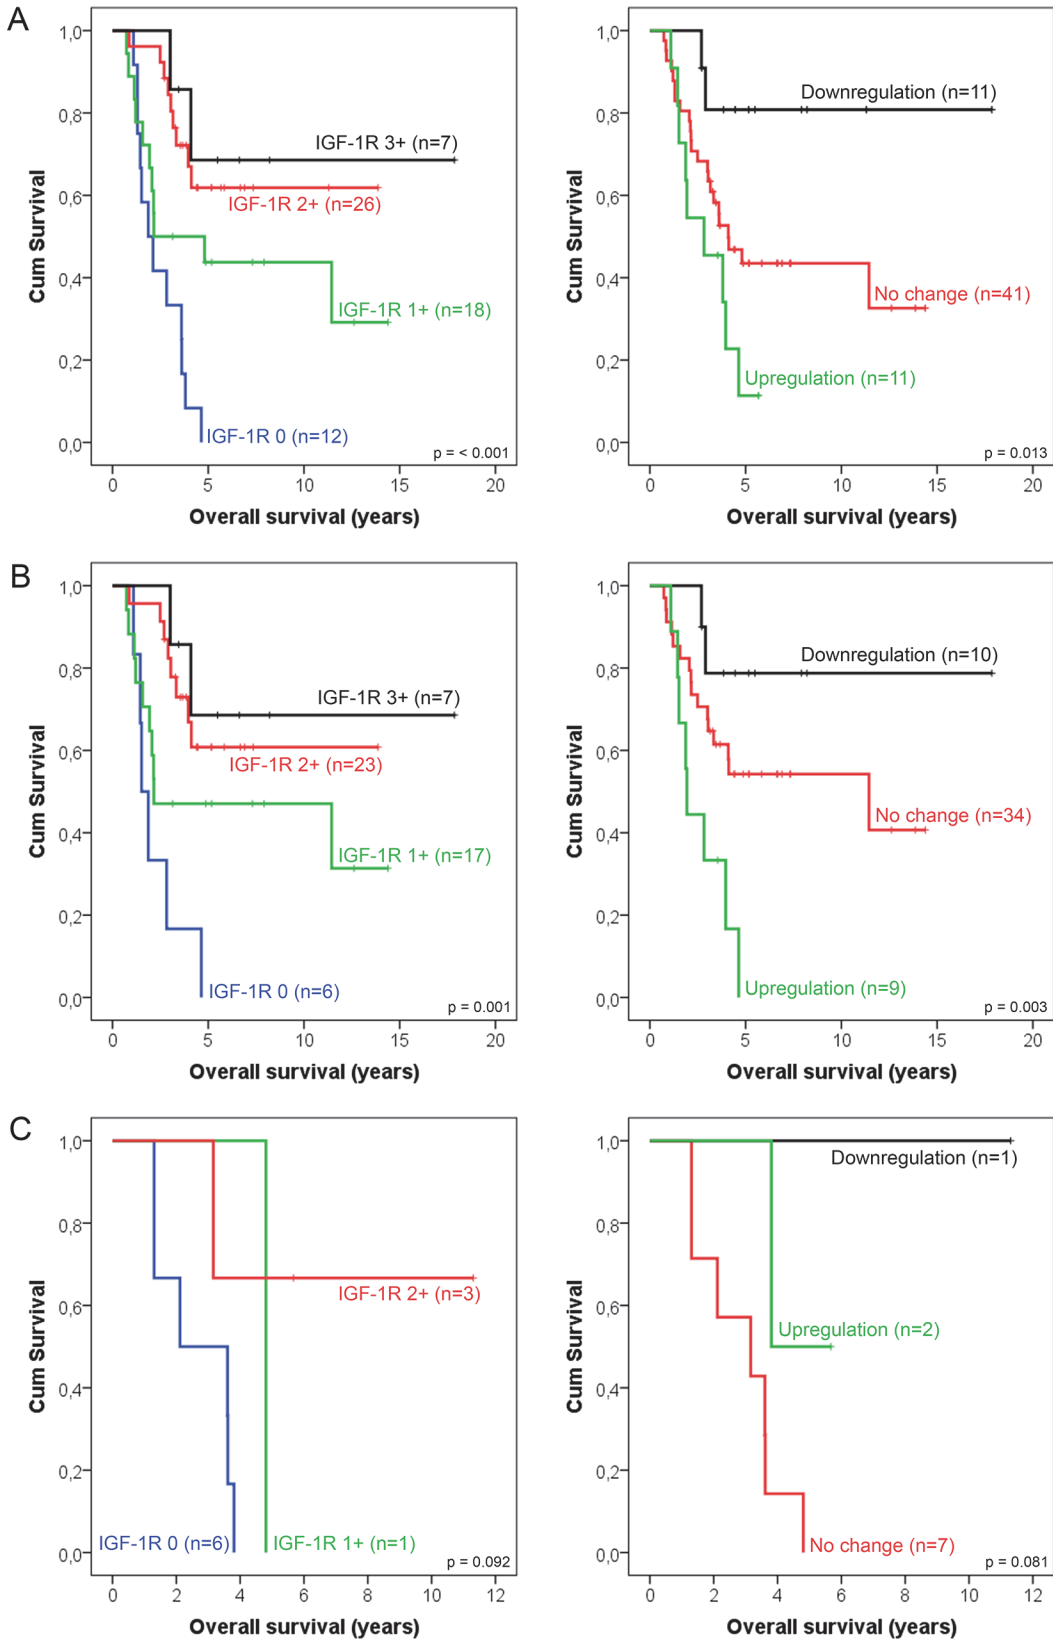 A
1,0
0,8
0,6
0,4
0,2
0,0
Cum Survival
IGF-1R 3+ (n=7)
IGF-1R 2+ (n=26)
IGF-1R 1+ (n=18)
IGF-1R 0 (n=12)
p = < 0.001
0 5 10 15 20
Overall survival (years)
1,0
0,8
0,6
0,4
0,2
0,0
Cum Survival
Downregulation (n=11)
No change (n=41)
Upregulation (n=11)
p = 0.013
0 5 10 15 20
Overall survival (years)
B
1,0
0,8
0,6
0,4
0,2
0,0
Cum Survival
IGF-1R 3+ (n=7)
IGF-1R 2+ (n=23)
IGF-1R 1+ (n=17)
IGF-1R 0 (n=6)
p = 0.001
0 5 10 15 20
Overall survival (years)
1,0
0,8
0,6
0,4
0,2
0,0
Cum Survival
Downregulation (n=10)
No change (n=34)
Upregulation (n=9)
p = 0.003
0 5 10 15 20
Overall survival (years)
C
1,0
0,8
0,6
0,4
0,2
0,0
Cum Survival
IGF-1R 2+ (n=3)
IGF-1R 0 (n=6)
IGF-1R 1+ (n=1)
p = 0.092
0 2 4 6 8 10 12
Overall survival (years)
1,0
0,8
0,6
0,4
0,2
0,0
Cum Survival
Downregulation (n=1)
Upregulation (n=2)
No change (n=7)
p = 0.081
0 2 4 6 8 10 12
Overall survival (years)